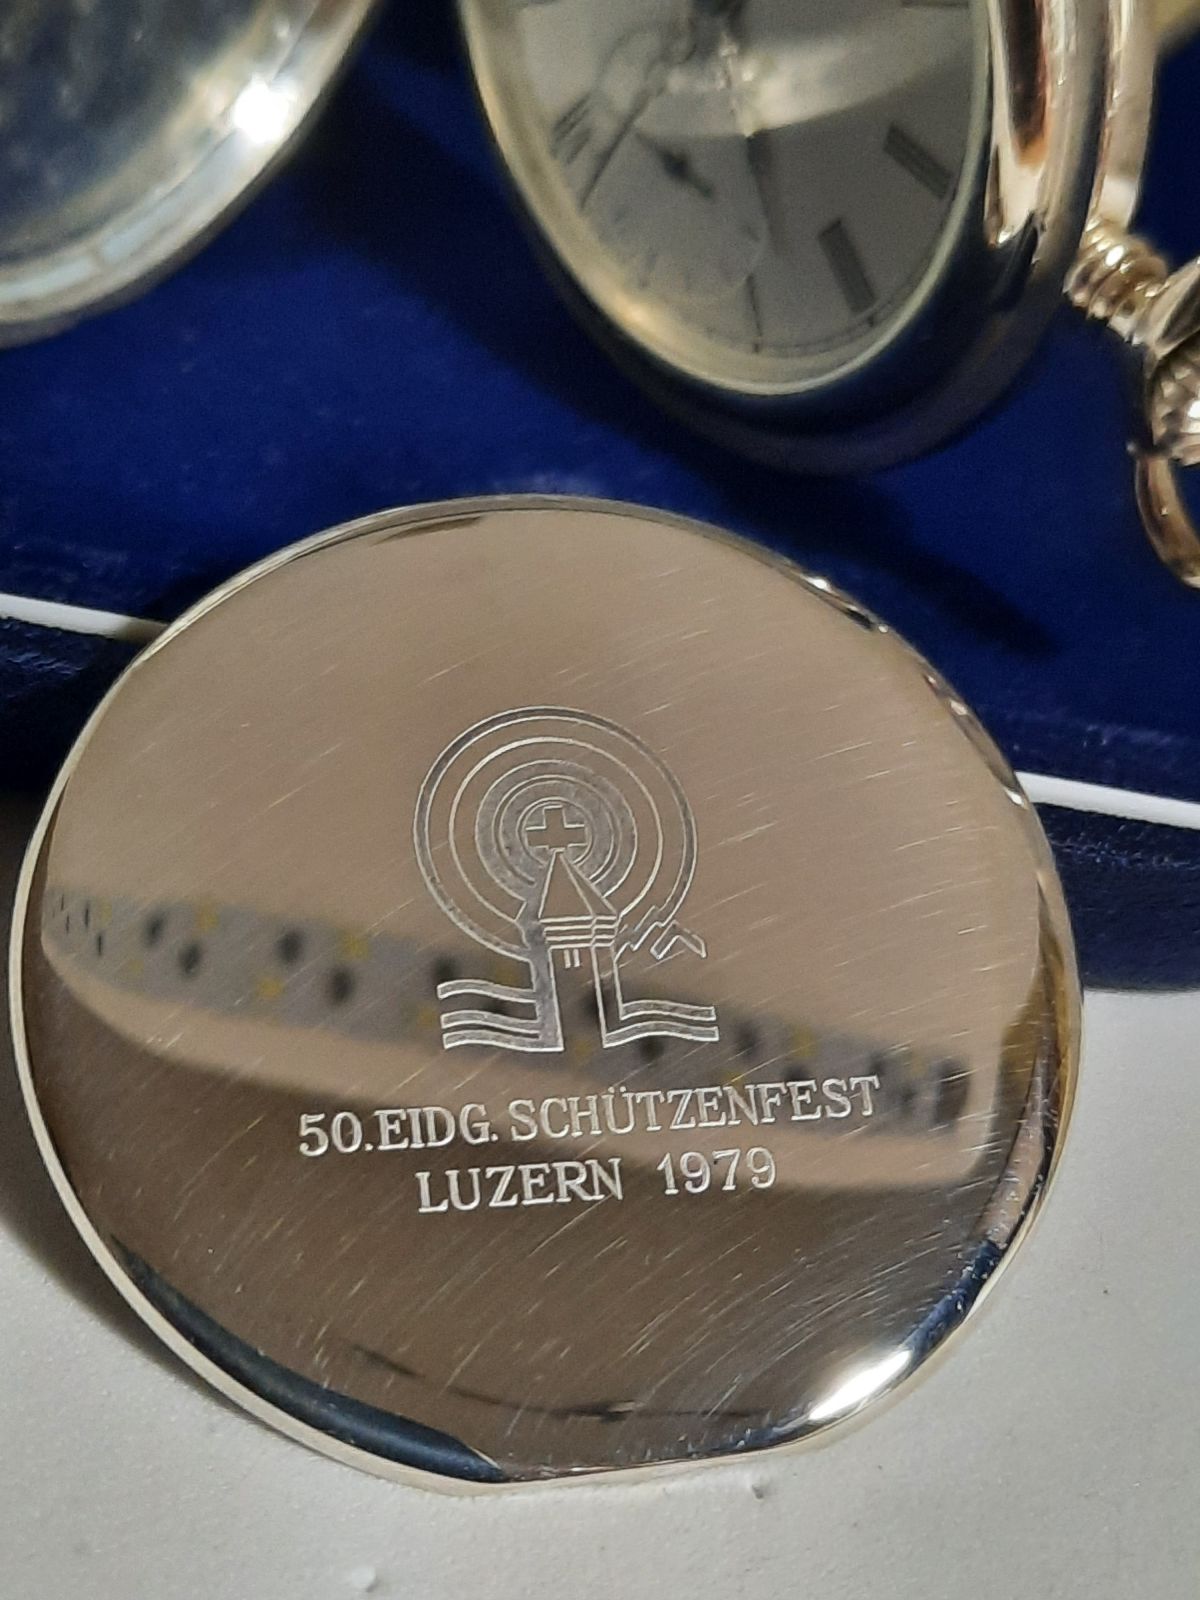 50. EIDG. SCHÜTZENFEST
LUZERN 1979